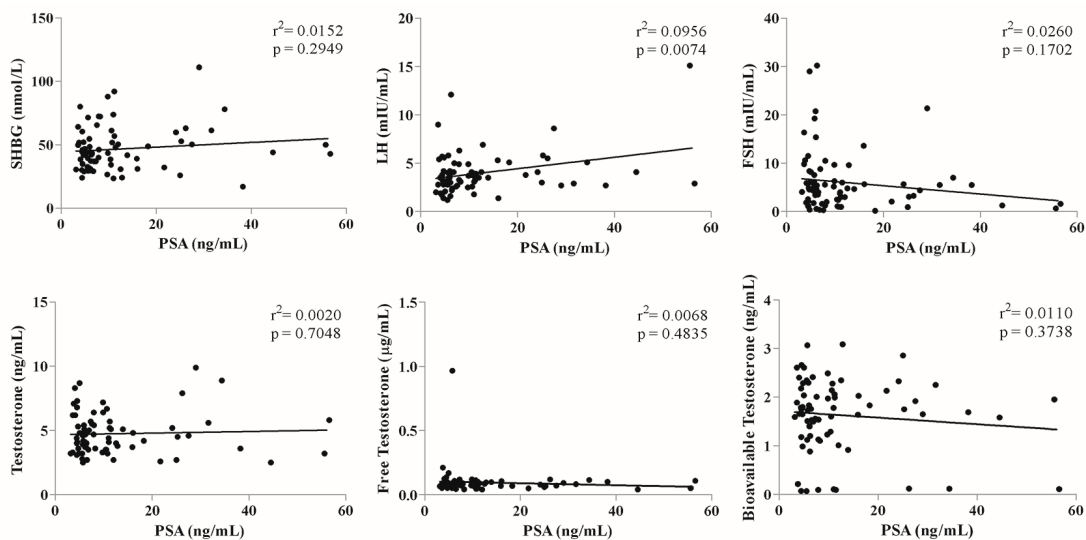 150
100
50
0
SHBG (nmol/L)
r²= 0.0152
p = 0.2949
0 20 40 60
PSA (ng/mL)
20
15
10
5
0
LH (mIU/mL)
r²= 0.0956
p = 0.0074
0 20 40 60
PSA (ng/mL)
40
30
20
10
0
FSH (mIU/mL)
r²= 0.0260
p = 0.1702
0 20 40 60
PSA (ng/mL)
15
10
5
0
Testosterone (ng/mL)
r²= 0.0020
p = 0.7048
0 20 40 60
PSA (ng/mL)
1.5
1.0
0.5
0.0
Free Testosterone (μg/mL)
r²= 0.0068
p = 0.4835
0 20 40 60
PSA (ng/mL)
4
3
2
1
0
Bioavailable Testosterone (ng/mL)
r²= 0.0110
p = 0.3738
0 20 40 60
PSA (ng/mL)